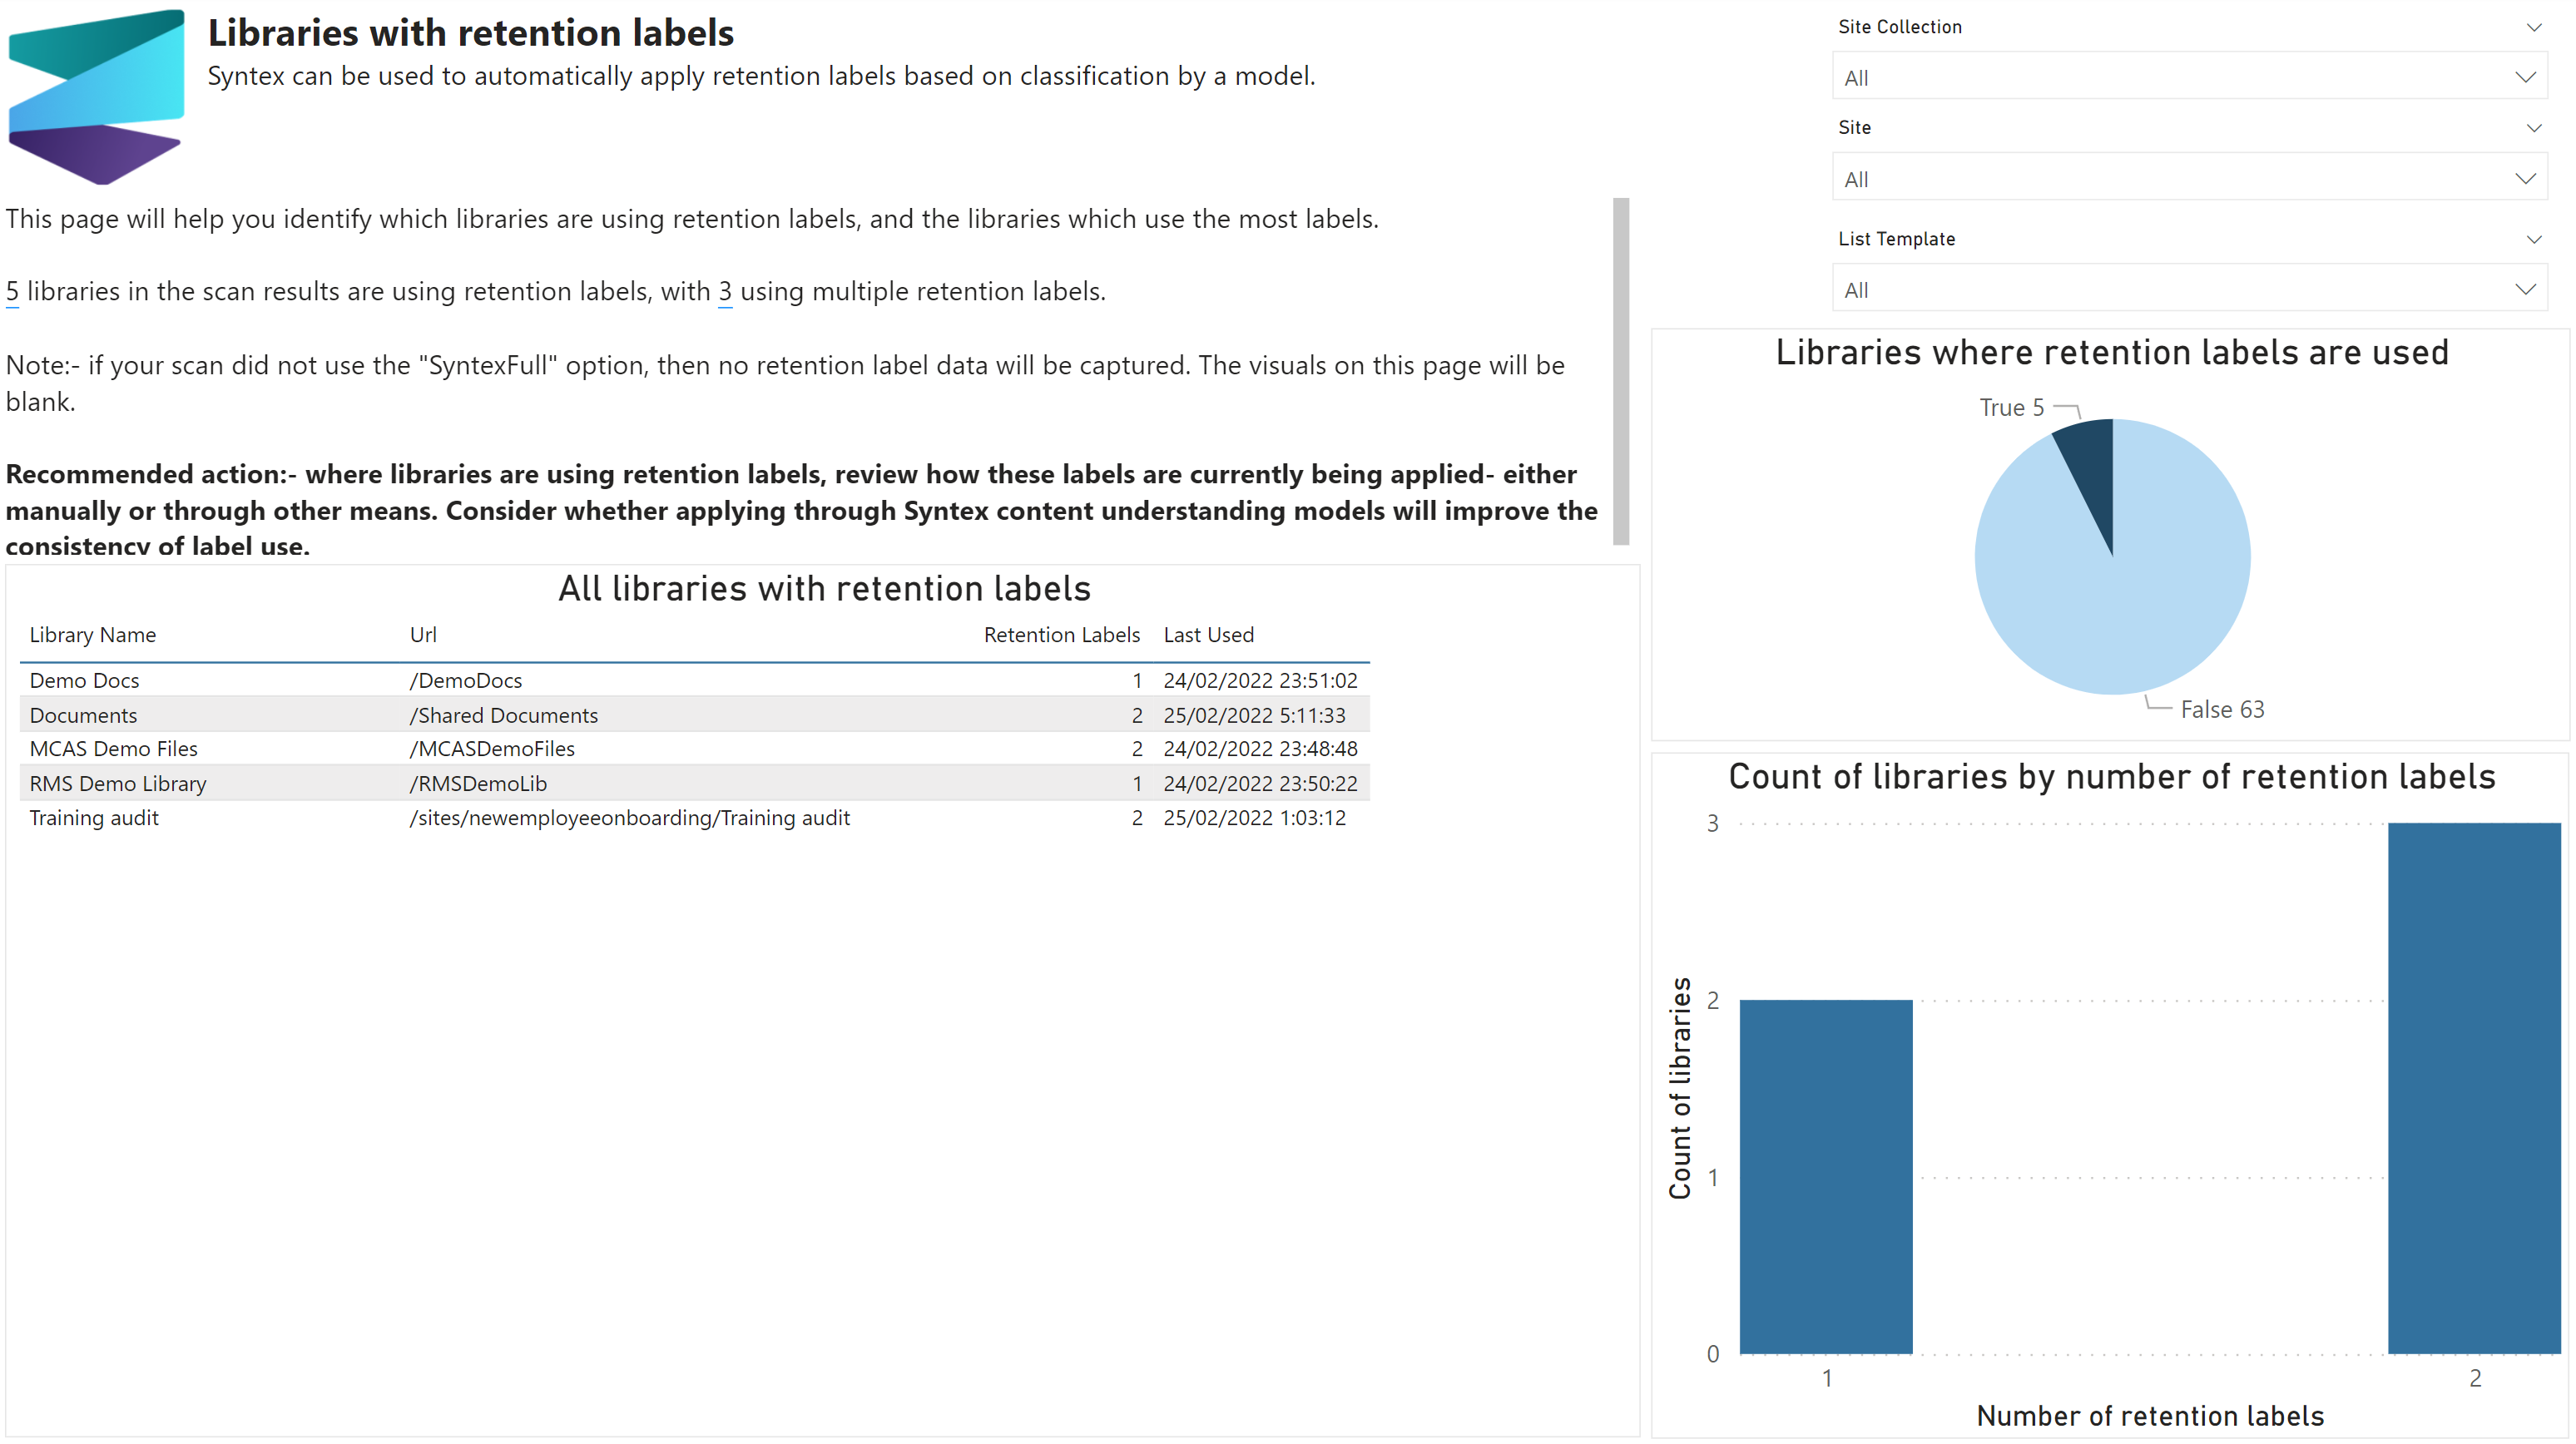 Libraries with retention labels
Syntex can be used to automatically apply retention labels based on classification by a model.
Site Collection
All
Site
All
List Template
All
This page will help you identify which libraries are using retention labels, and the libraries which use the most labels.
5 libraries in the scan results are using retention labels, with 3 using multiple retention labels.
Note:- if your scan did not use the "SyntexFull" option, then no retention label data will be captured. The visuals on this page will be
blank.
Recommended action:- where libraries are using retention labels, review how these labels are currently being applied- either
manually or through other means. Consider whether applying through Syntex content understanding models will improve the
consistency of label use.
All libraries with retention labels
Library Name Url Retention Labels Last Used
Demo Docs /DemoDocs 1 24/02/2022 23:51:02
Documents /Shared Documents 2 25/02/2022 5:11:33
MCAS Demo Files /MCASDemoFiles 2 24/02/2022 23:48:48
RMS Demo Library /RMSDemoLib 1 24/02/2022 23:50:22
Training audit /sites/newemployeeonboarding/Training audit 2 25/02/2022 1:03:12
Libraries where retention labels are used
True 5
False 63
Count of libraries by number of retention labels
Count of libraries
3
2
1
0
1 2
Number of retention labels